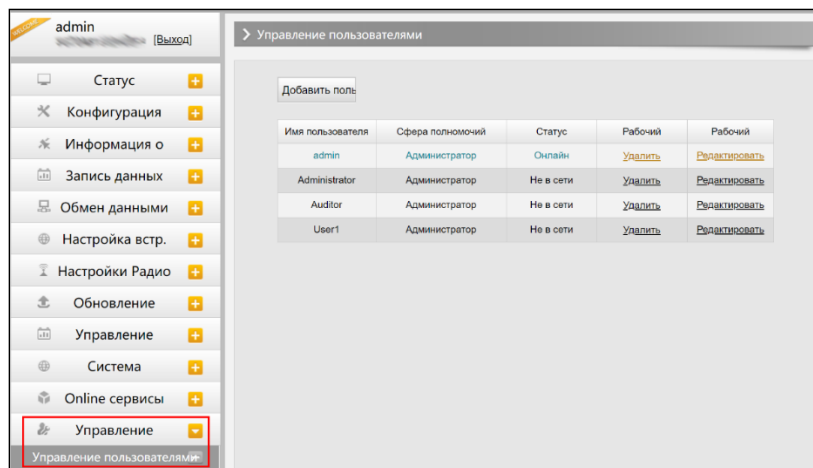 WELCOME
admin
[Выход]
Статус
Конфигурация
Информация о
Запись данных
Обмен данными
Настройка встр.
Настройки Радио
Обновление
Управление
Система
Online сервисы
Управление
Управление пользователями
Управление пользователями
Добавить поль
Имя пользователя Сфера полномочий Статус Рабочий Рабочий
admin Администратор Онлайн Удалить Редактировать
Administrator Администратор Не в сети Удалить Редактировать
Auditor Администратор Не в сети Удалить Редактировать
User1 Администратор Не в сети Удалить Редактировать